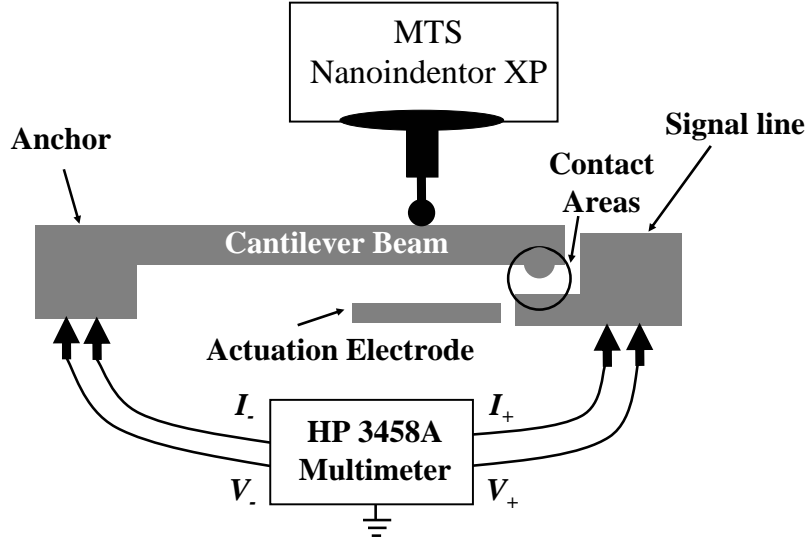 MTS
Nanoindentor XP
Anchor
Signal line
Contact
Areas
Cantilever Beam
Actuation Electrode
I-
I+
HP 3458A
Multimeter
V-
V+